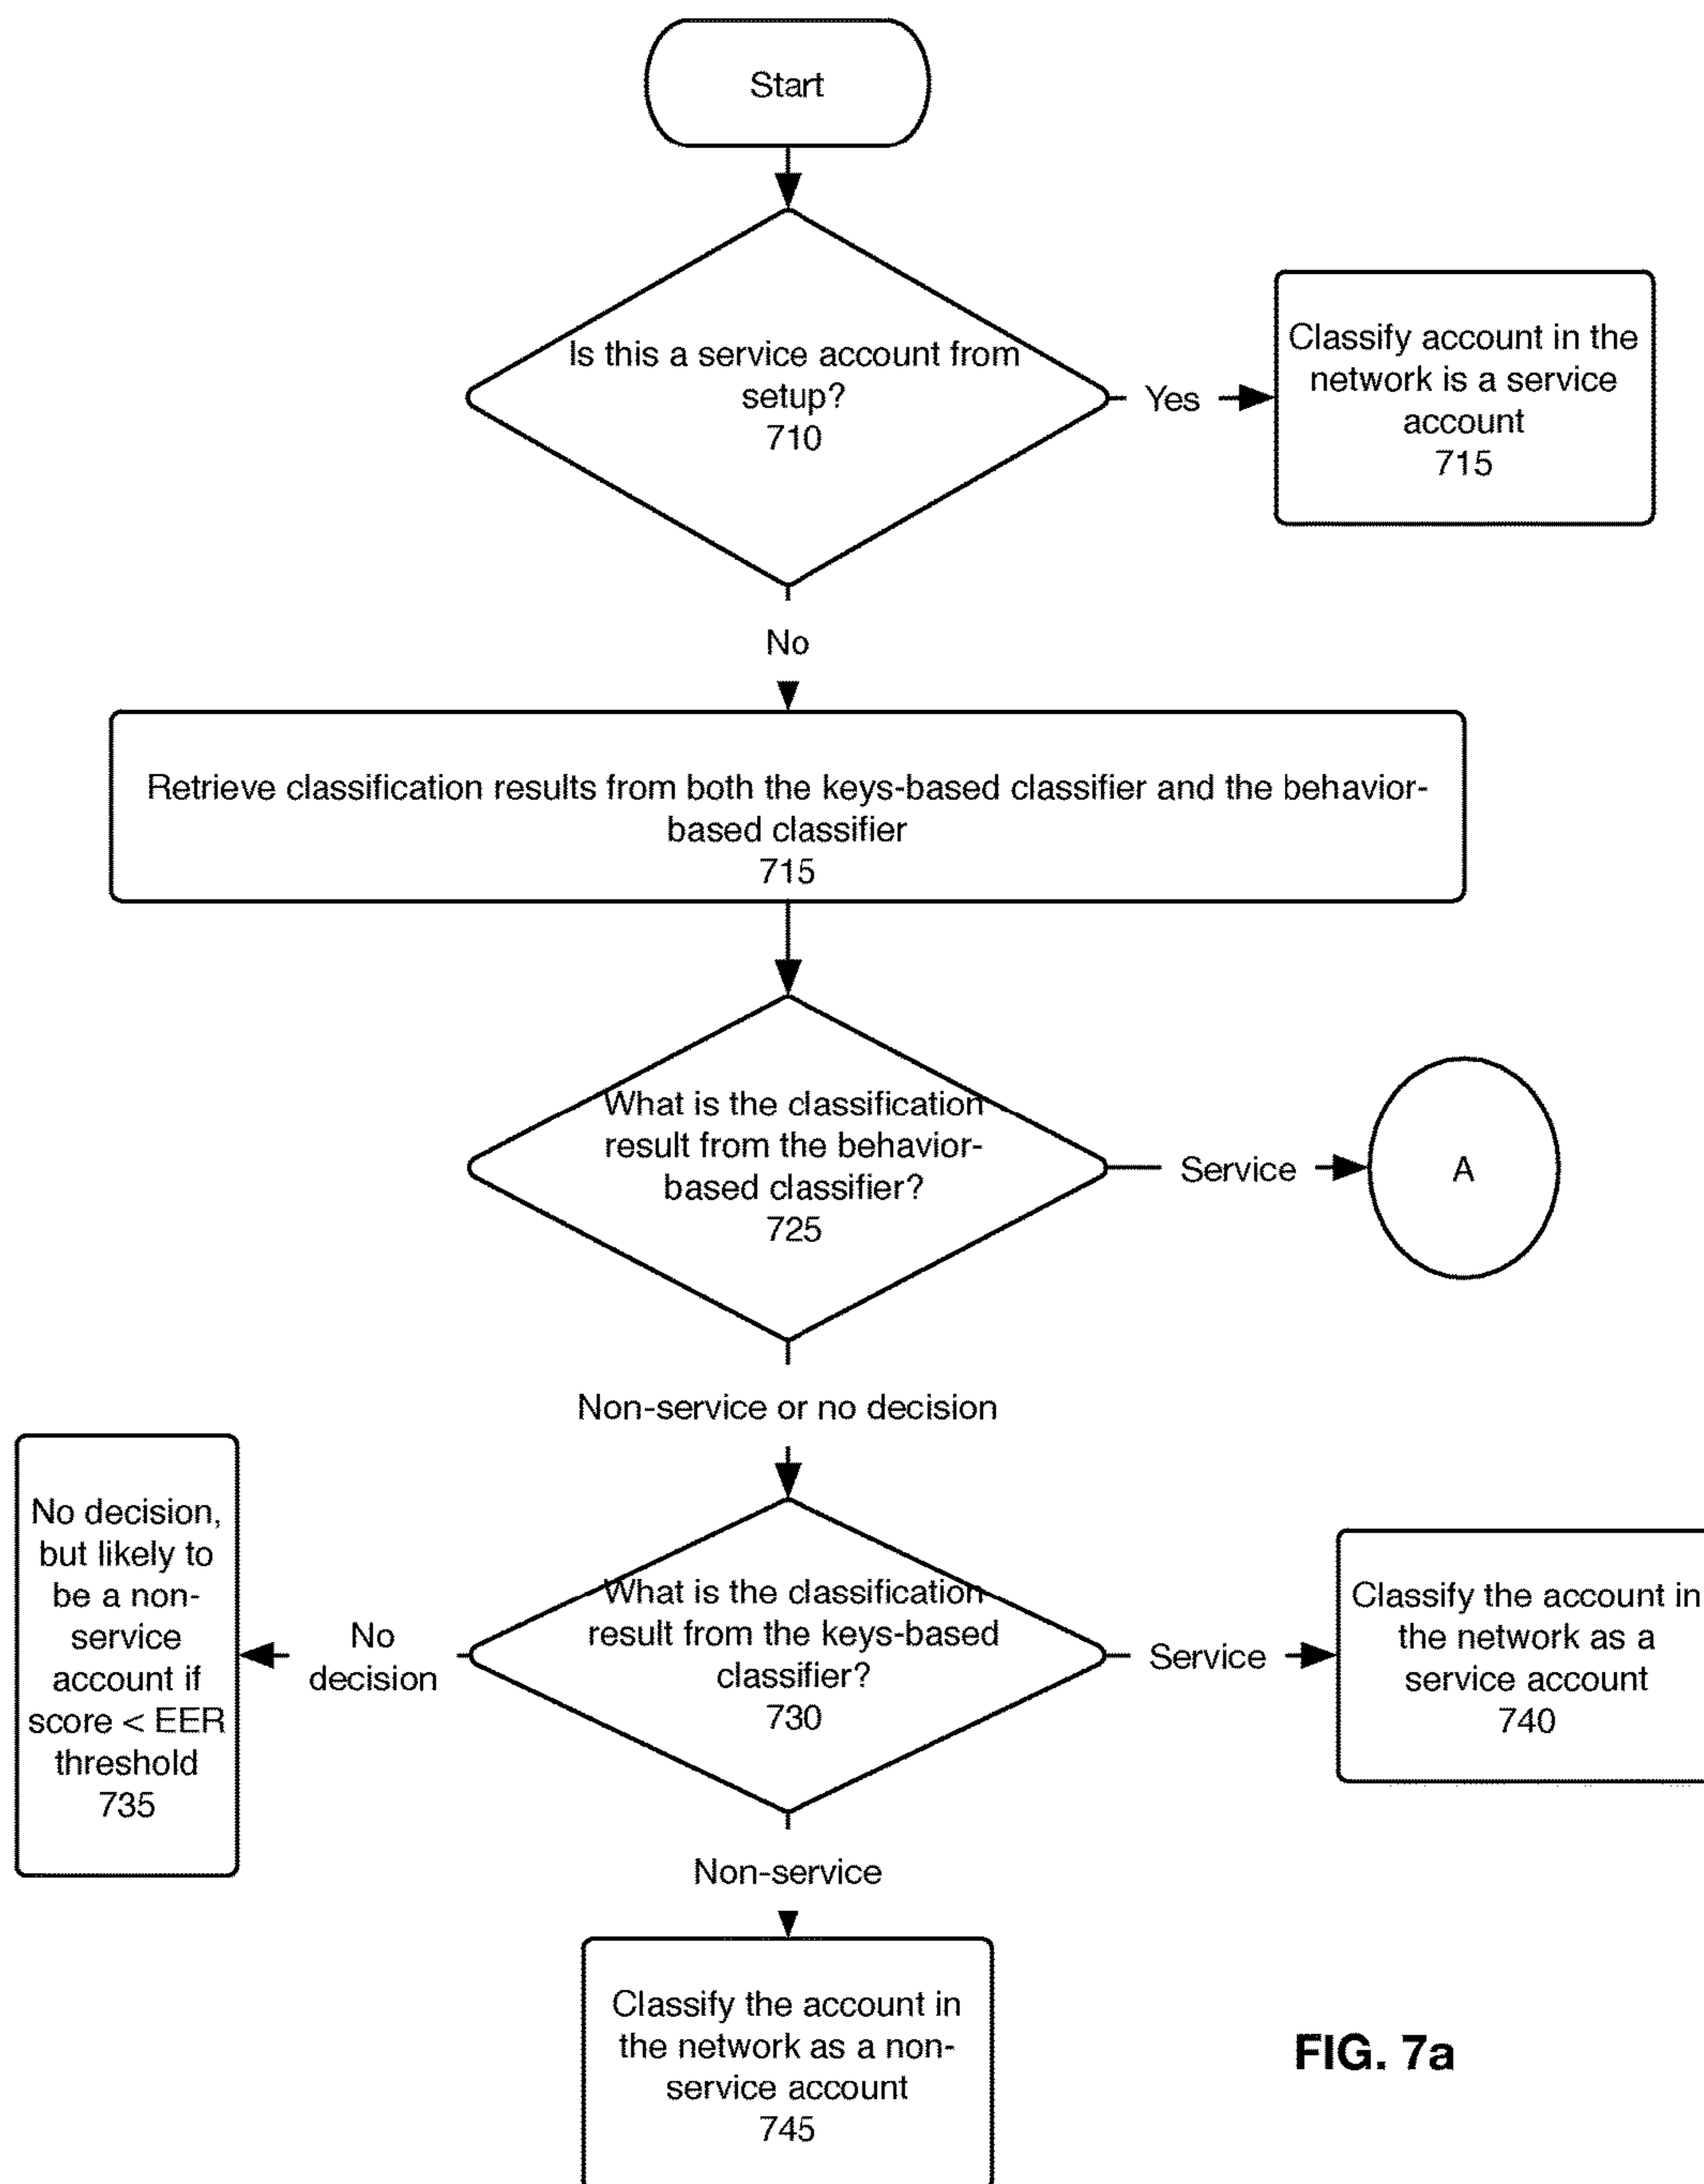 Start
Is this a service account from
setup?
710
Yes
Classify account in the
network is a service
account
715
No
Retrieve classification results from both the keys-based classifier and the behavior-
based classifier
715
What is the classification
result from the behavior-
based classifier?
725
Service
A
Non-service or no decision
No decision,
but likely to
be a non-
service
account if
score < EER
threshold
735
No
decision
What is the classification
result from the keys-based
classifier?
730
Service
Classify the account in
the network as a
service account
740
Non-service
Classify the account in
the network as a non-
service account
745
FIG. 7a